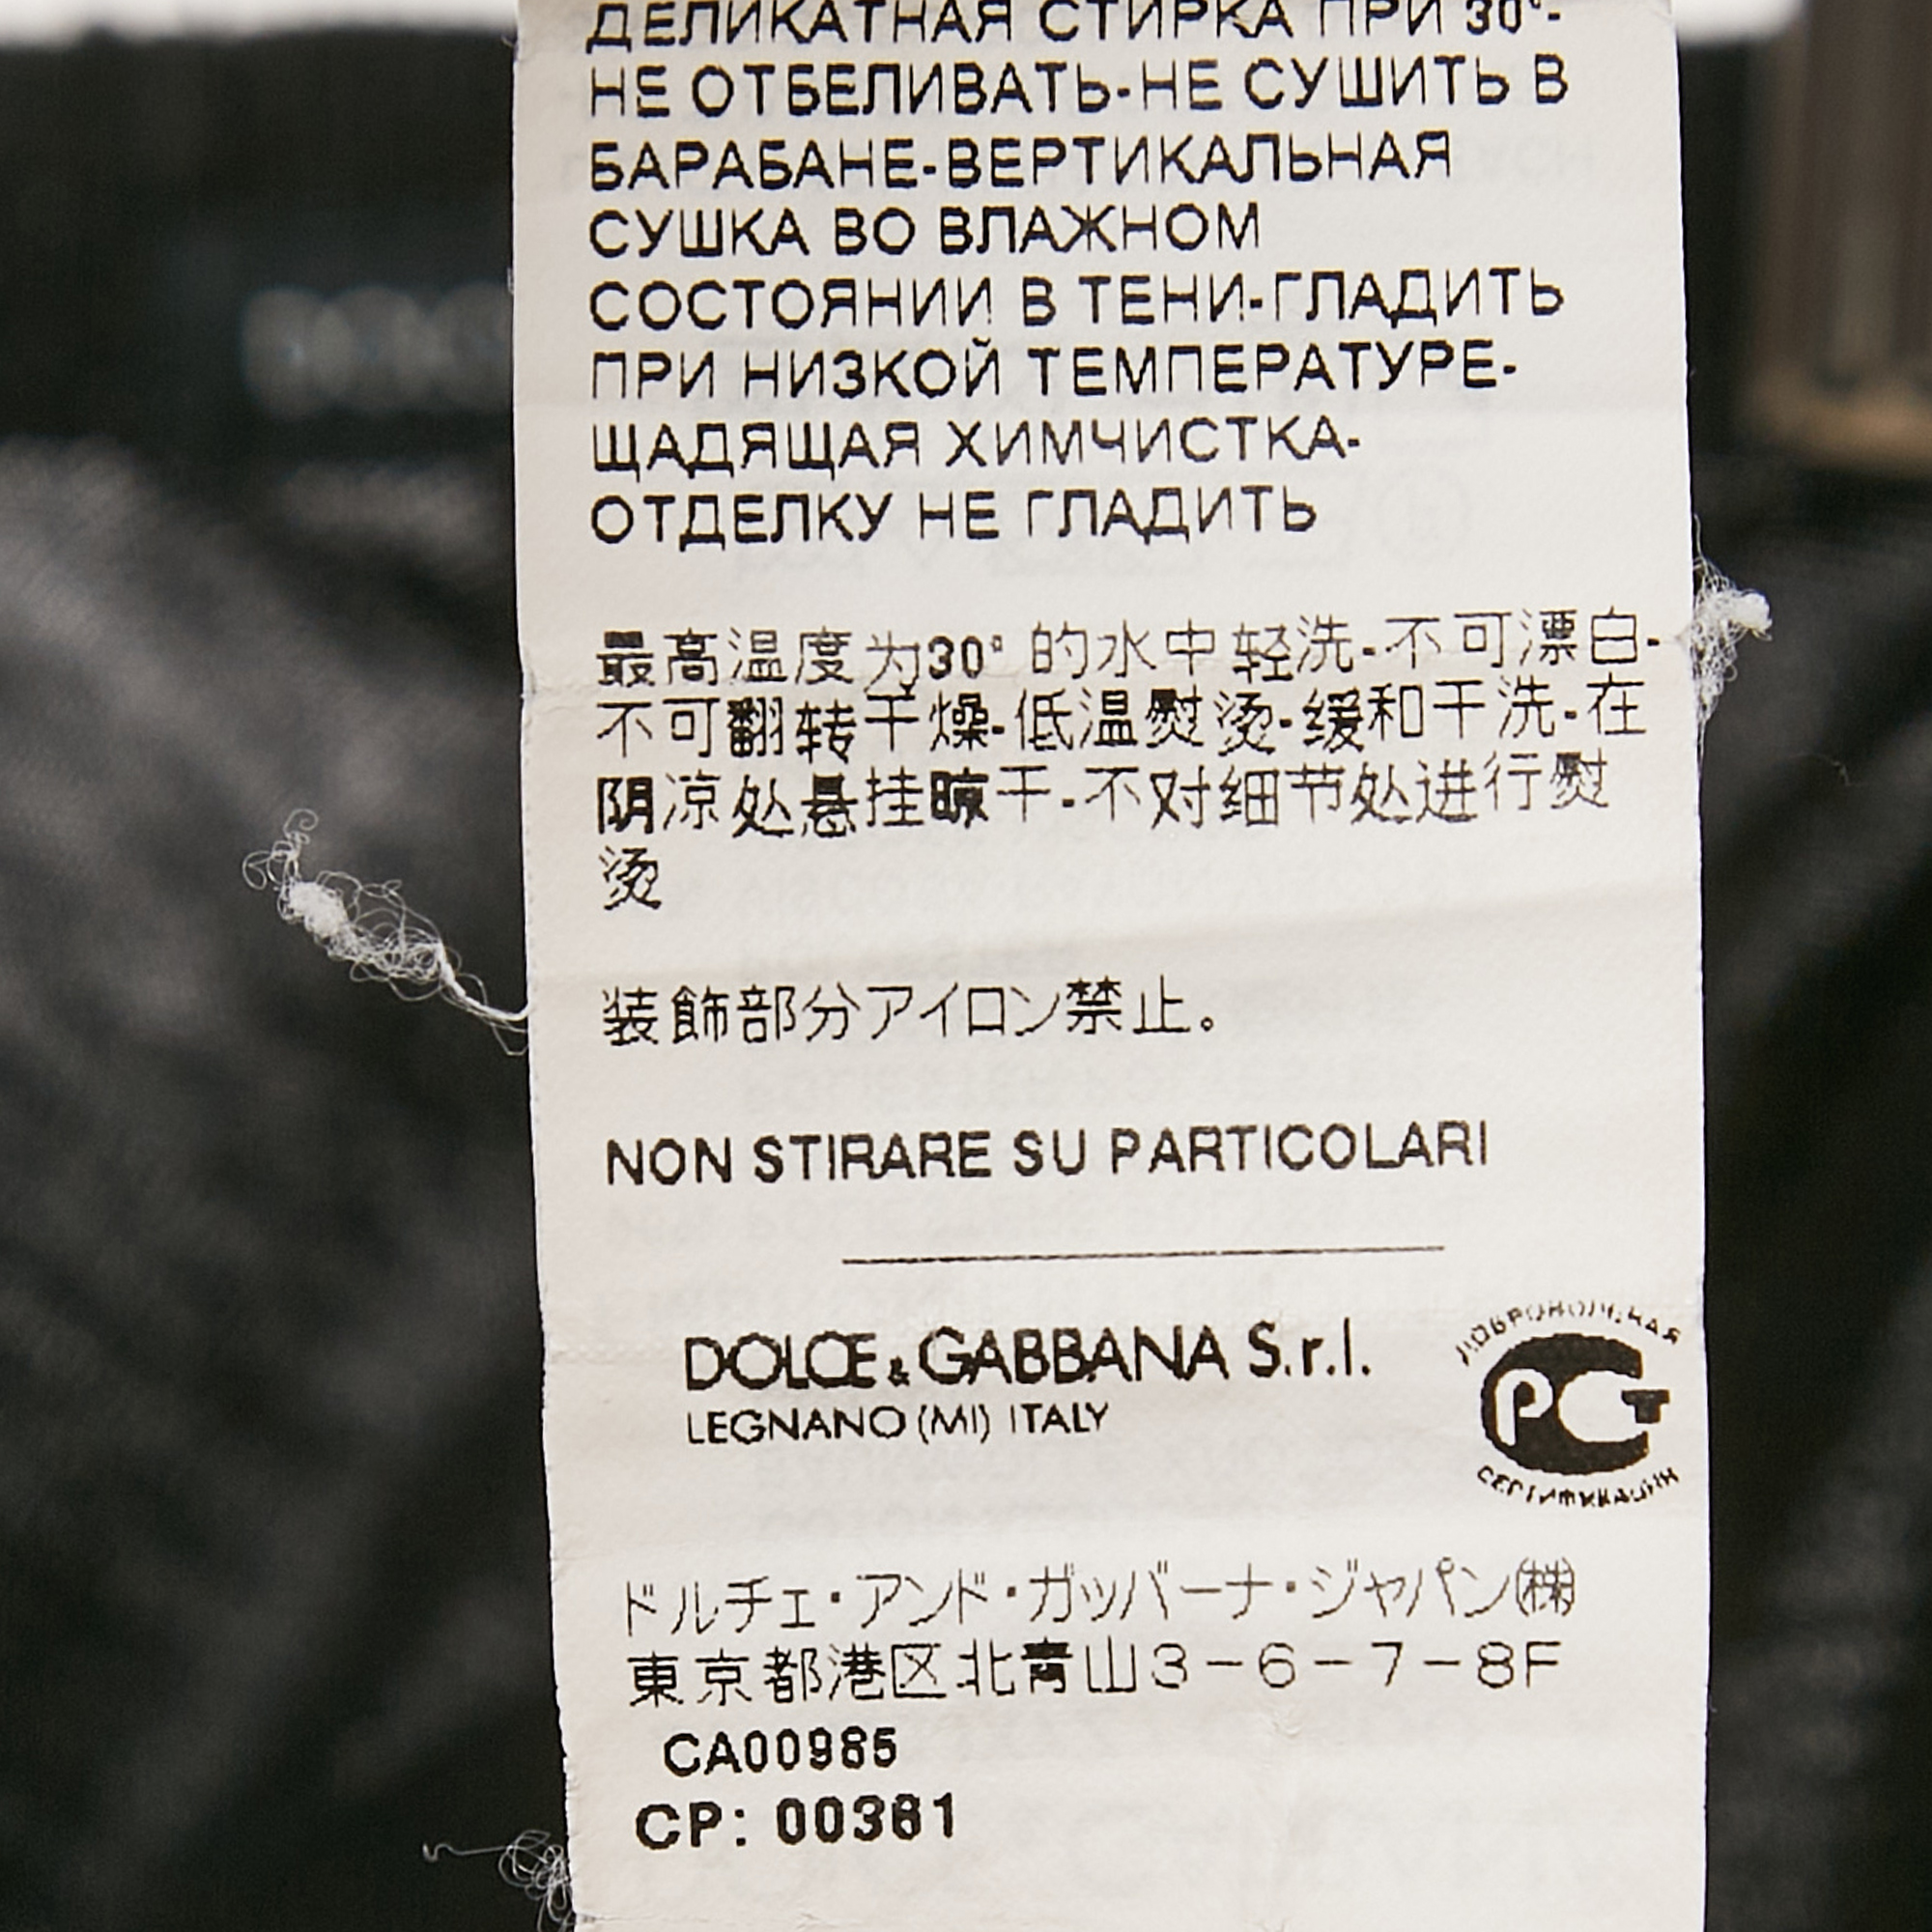 ДЕЛИКАТНАЯ СТИРКА ПРИ 30°-
НЕ ОТБЕЛИВАТЬ-НЕ СУШИТЬ В
БАРАБАНЕ-ВЕРТИКАЛЬНАЯ
СУШКА ВО ВЛАЖНОМ
СОСТОЯНИИ В ТЕНИ-ГЛАДИТЬ
ПРИ НИЗКОЙ ТЕМПЕРАТУРЕ-
ЩАДЯЩАЯ ХИМЧИСТКА-
ОТДЕЛКУ НЕ ГЛАДИТЬ
最高温度为30° 的水中轻洗-不可漂白-
不可翻转干燥-低温熨烫-缓和干洗-在
阴凉处悬挂晾干-不对细节处进行熨
烫
装飾部分アイロン禁止。
NON STIRARE SU PARTICOLARI
DOLCE & GABBANA S.r.l.
LEGNANO (MI) ITALY
ДОБРОВОЛЬНАЯ
РСТ
СЕРТИФИКАЦИЯ
ドルチェ・アンド・ガッバーナ・ジャパン㈱
東京都港区北青山3-6-7-8F
CA00985
CP: 00361